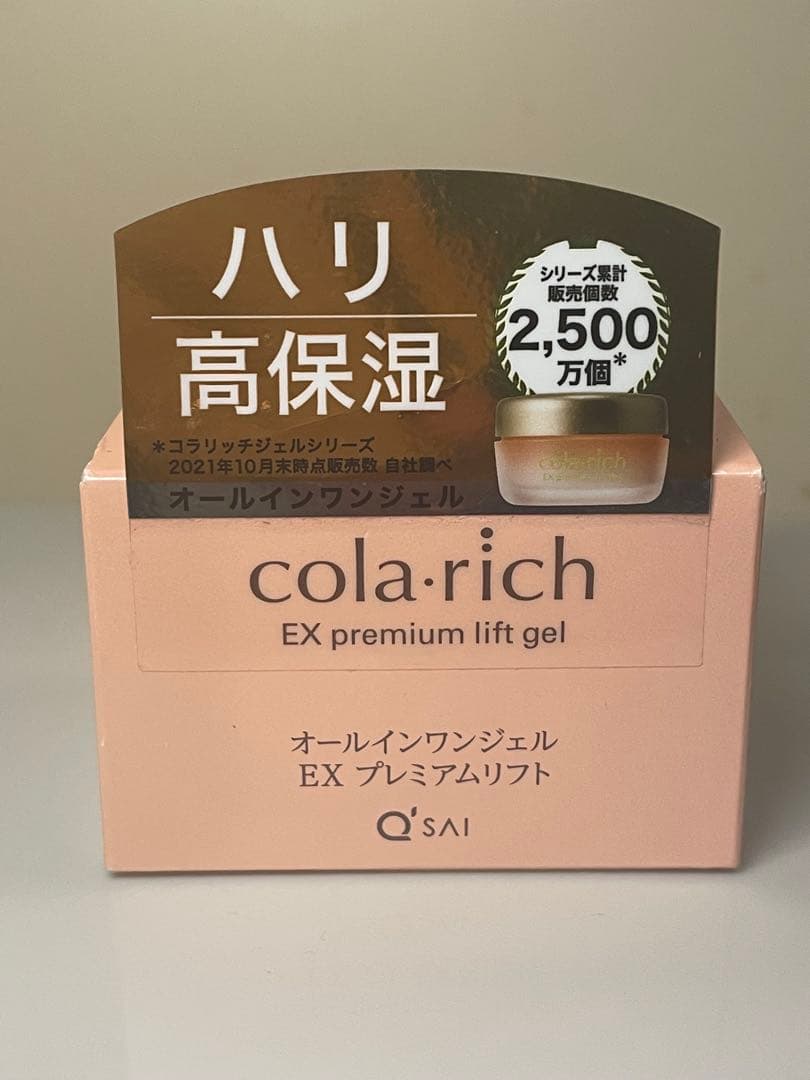 ハリ
高保湿
シリーズ累計
販売個数
2,500
万個*
*コラリッチジェルシリーズ
2021年10月末時点販売数 自社調べ
オールインワンジェル
cola・rich
EX premium
cola・rich
EX premium lift gel
オールインワンジェル
EX プレミアムリフト
Q'SAI